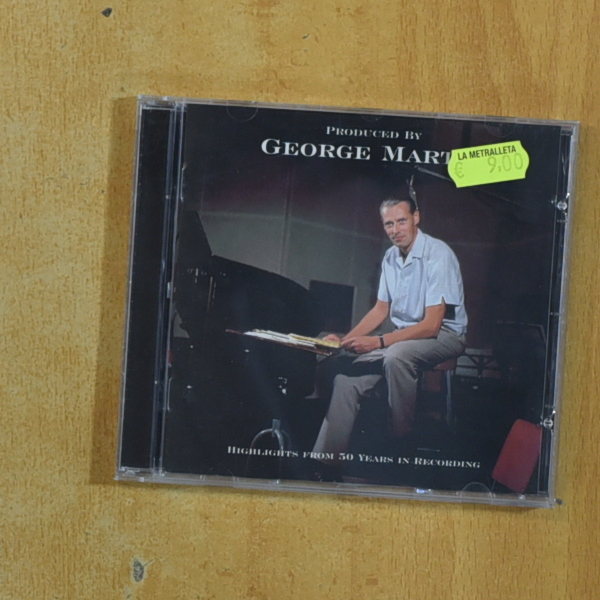 PRODUCED BY
GEORGE MART
LA METRALLETA
€ 9,00
HIGHLIGHTS FROM 50 YEARS IN RECORDING